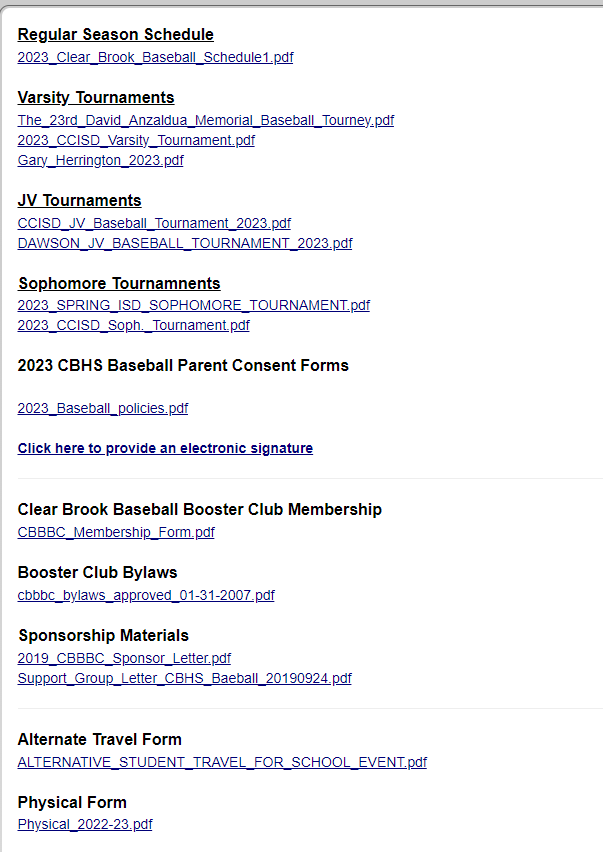 Regular Season Schedule
2023_Clear_Brook_Baseball_Schedule1.pdf
Varsity Tournaments
The_23rd_David_Anzaldua_Memorial_Baseball_Tourney.pdf
2023_CCISD_Varsity_Tournament.pdf
Gary_Herrington_2023.pdf
JV Tournaments
CCISD_JV_Baseball_Tournament_2023.pdf
DAWSON_JV_BASEBALL_TOURNAMENT_2023.pdf
Sophomore Tournamnents
2023_SPRING_ISD_SOPHOMORE_TOURNAMENT.pdf
2023_CCISD_Soph._Tournament.pdf
2023 CBHS Baseball Parent Consent Forms
2023_Baseball_policies.pdf
Click here to provide an electronic signature
Clear Brook Baseball Booster Club Membership
CBBBC_Membership_Form.pdf
Booster Club Bylaws
cbbbc_bylaws_approved_01-31-2007.pdf
Sponsorship Materials
2019_CBBBC_Sponsor_Letter.pdf
Support_Group_Letter_CBHS_Baeball_20190924.pdf
Alternate Travel Form
ALTERNATIVE_STUDENT_TRAVEL_FOR_SCHOOL_EVENT.pdf
Physical Form
Physical_2022-23.pdf